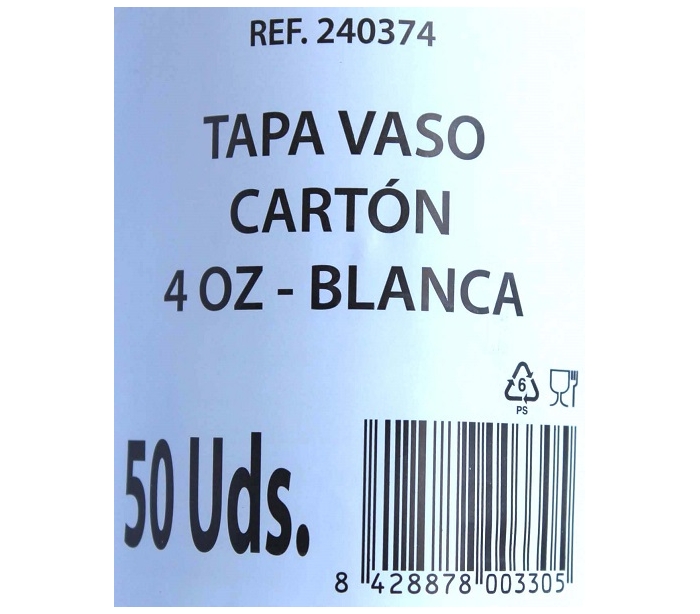 REF. 240374
TAPA VASO
CARTÓN
4 OZ - BLANCA
6
PS
50 Uds.
8 428878 003305